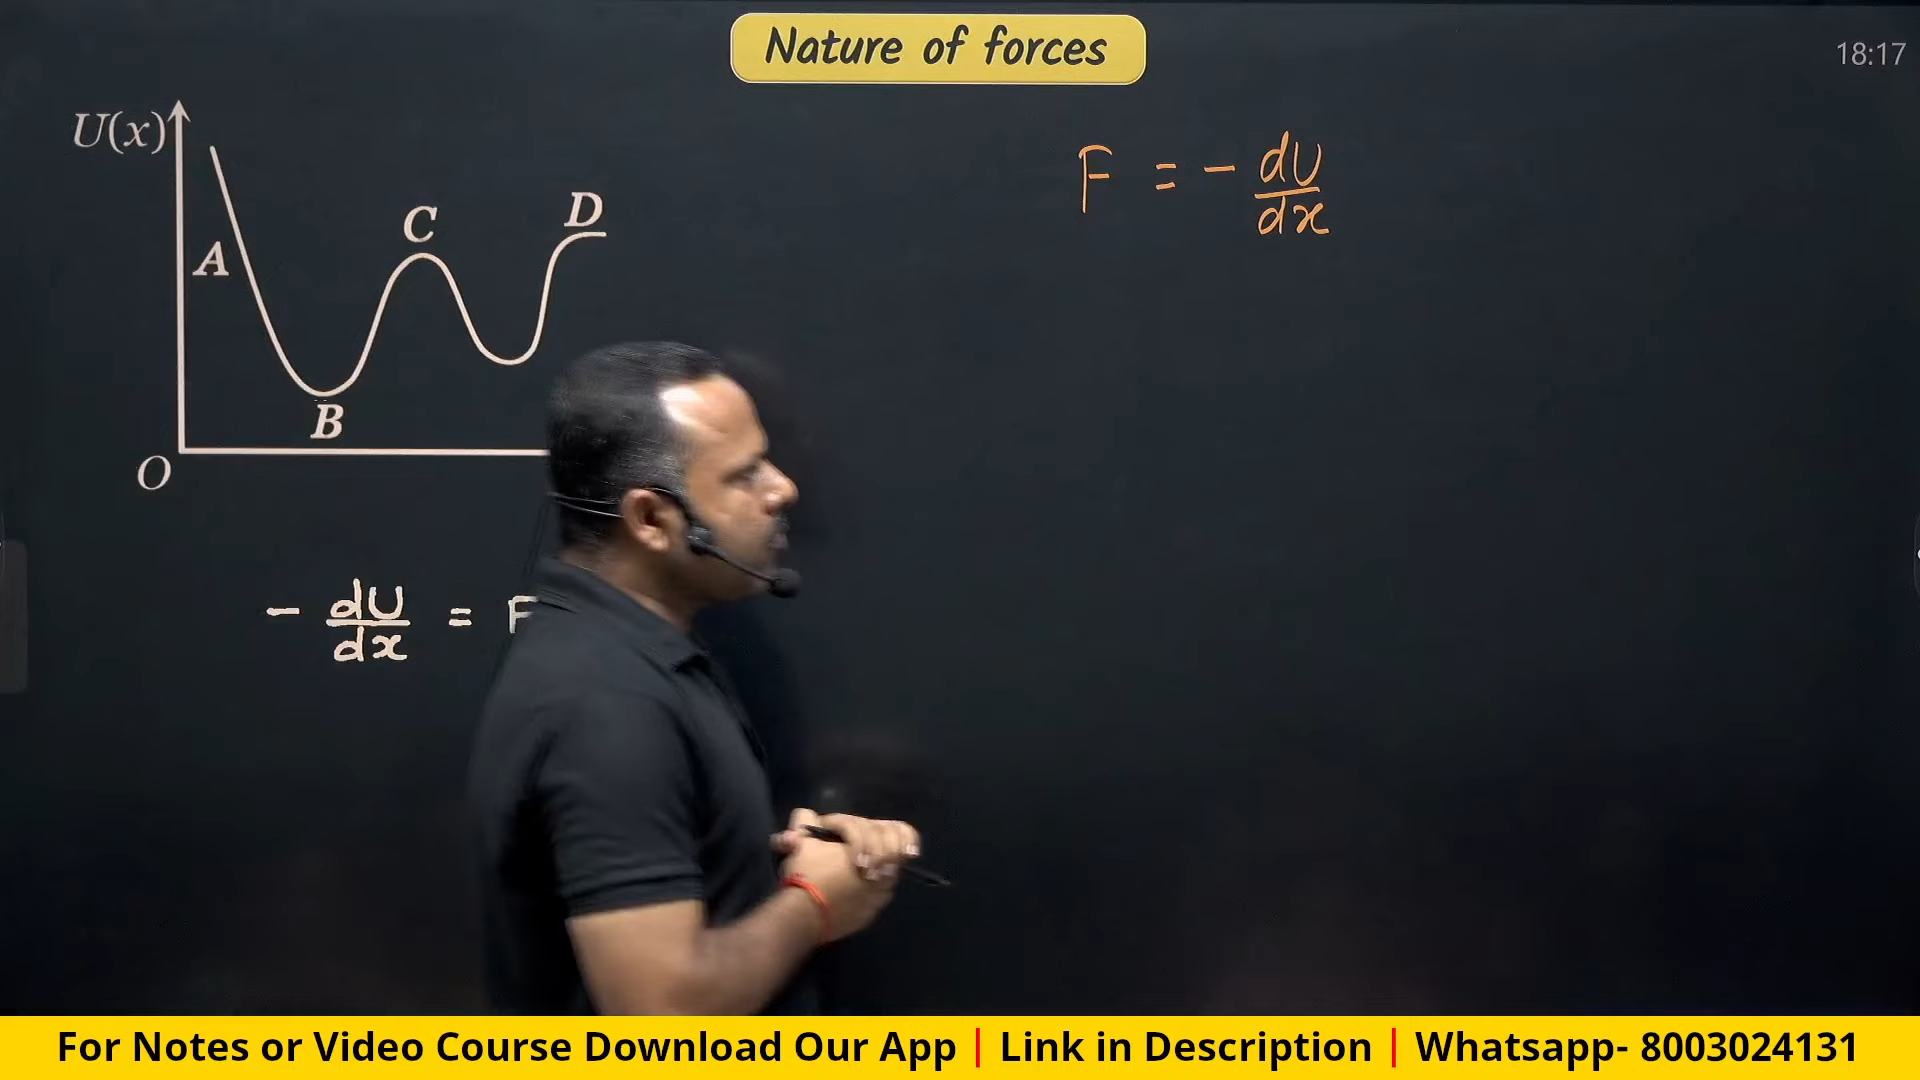 Nature of forces
18:17
U(x)
A
B
C
D
O
F = - dU/dx
- dU/dx = F
For Notes or Video Course Download Our App | Link in Description | Whatsapp- 8003024131